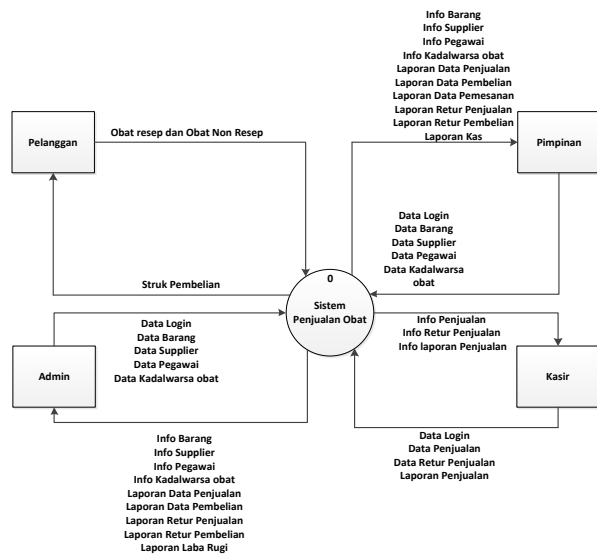 Info Barang
Info Supplier
Info Pegawai
Info Kadalwarsa obat
Laporan Data Penjualan
Laporan Data Pembelian
Laporan Data Pemesanan
Laporan Retur Penjualan
Laporan Retur Pembelian
Laporan Kas
Pelanggan
Obat resep dan Obat Non Resep
Pimpinan
Data Login
Data Barang
Data Supplier
Data Pegawai
Data Kadalwarsa
obat
Struk Pembelian
0
Sistem
Penjualan Obat
Data Login
Data Barang
Data Supplier
Data Pegawai
Data Kadalwarsa obat
Admin
Info Penjualan
Info Retur Penjualan
Info laporan Penjualan
Kasir
Data Login
Data Penjualan
Data Retur Penjualan
Laporan Penjualan
Info Barang
Info Supplier
Info Pegawai
Info Kadalwarsa obat
Laporan Data Penjualan
Laporan Data Pembelian
Laporan Retur Penjualan
Laporan Retur Pembelian
Laporan Laba Rugi